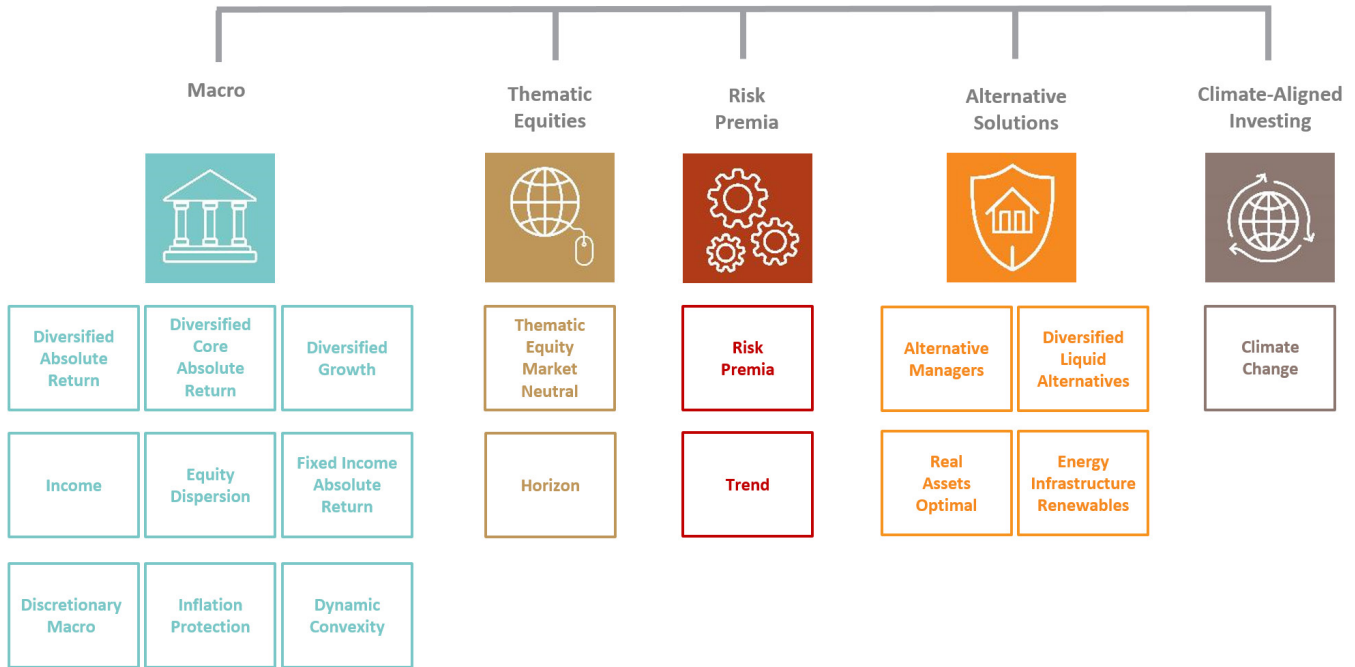 Macro
Thematic
Equities
Risk
Premia
Alternative
Solutions
Climate-Aligned
Investing
Diversified
Absolute
Return
Diversified
Core
Absolute
Return
Diversified
Growth
Thematic
Equity
Market
Neutral
Risk
Premia
Alternative
Managers
Diversified
Liquid
Alternatives
Climate
Change
Income
Equity
Dispersion
Fixed Income
Absolute
Return
Horizon
Trend
Real
Assets
Optimal
Energy
Infrastructure
Renewables
Discretionary
Macro
Inflation
Protection
Dynamic
Convexity